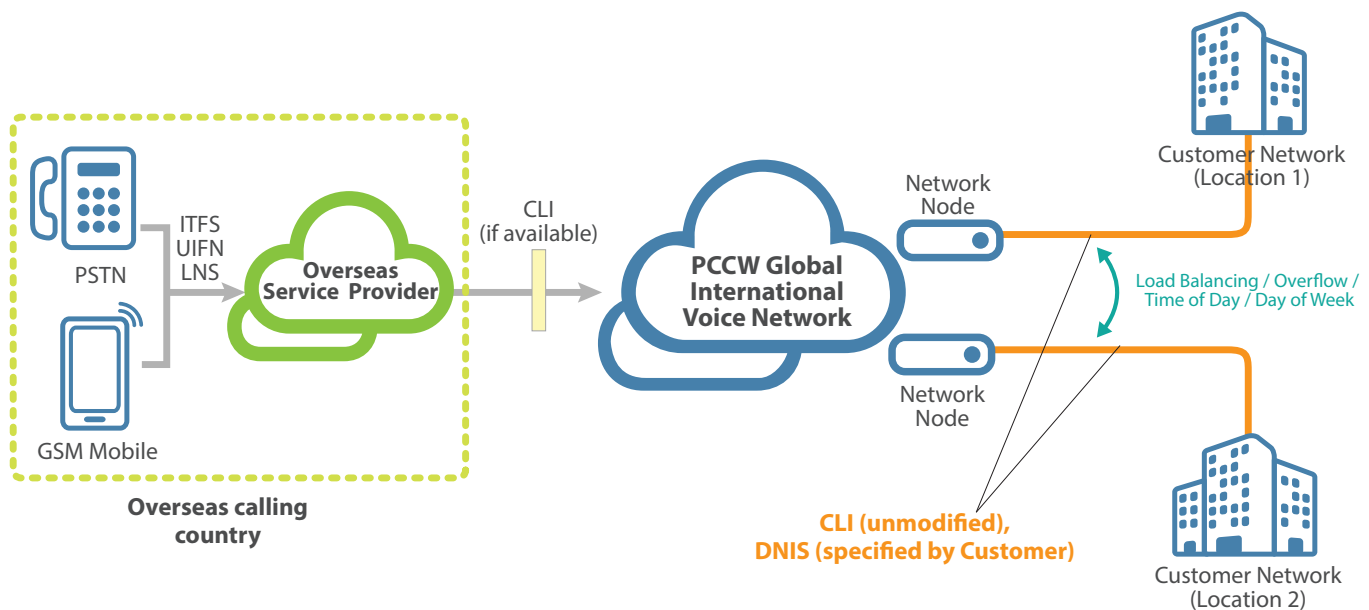 PSTN
GSM Mobile
ITFS
UIFN
LNS
Overseas
Service Provider
Overseas calling
country
CLI
(if available)
PCCW Global
International
Voice Network
Network
Node
Network
Node
Customer Network
(Location 1)
Load Balancing / Overflow /
Time of Day / Day of Week
CLI (unmodified),
DNIS (specified by Customer)
Customer Network
(Location 2)